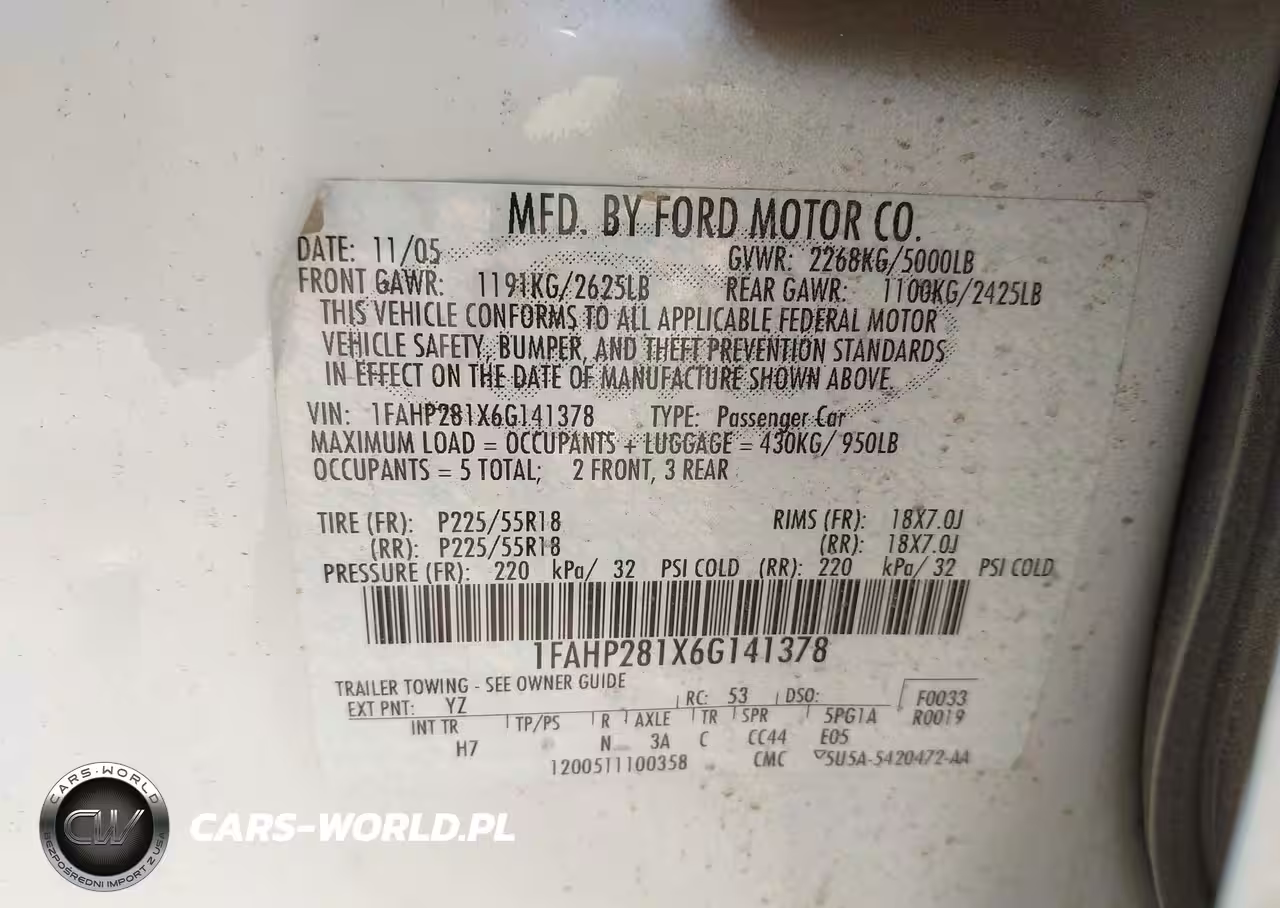 MFD. BY FORD MOTOR CO.
DATE: 11/05 GVWR: 2268KG/5000LB
FRONT GAWR: 1191KG/2625LB REAR GAWR: 1100KG/2425LB
THIS VEHICLE CONFORMS TO ALL APPLICABLE FEDERAL MOTOR
VEHICLE SAFETY, BUMPER, AND THEFT PREVENTION STANDARDS
IN EFFECT ON THE DATE OF MANUFACTURE SHOWN ABOVE.
VIN: 1FAHP281X6G141378 TYPE: Passenger Car
MAXIMUM LOAD = OCCUPANTS + LUGGAGE = 430KG/ 950LB
OCCUPANTS = 5 TOTAL; 2 FRONT, 3 REAR
TIRE (FR): P225/55R18 RIMS (FR): 18X7.0J
(RR): P225/55R18 (RR): 18X7.0J
PRESSURE (FR): 220 kPa/ 32 PSI COLD (RR): 220 kPa/ 32 PSI COLD
1FAHP281X6G141378
TRAILER TOWING - SEE OWNER GUIDE
EXT PNT: YZ RC: 53 DSO: F0033
INT TR TP/PS R AXLE TR SPR 5PG1A R0019
H7 N 3A C CC44 E05
1200511100358 CMC 5U5A-5420472-AA
CARS-WORLD
CW
BEZPOŚREDNI IMPORT Z USA
CARS-WORLD.PL